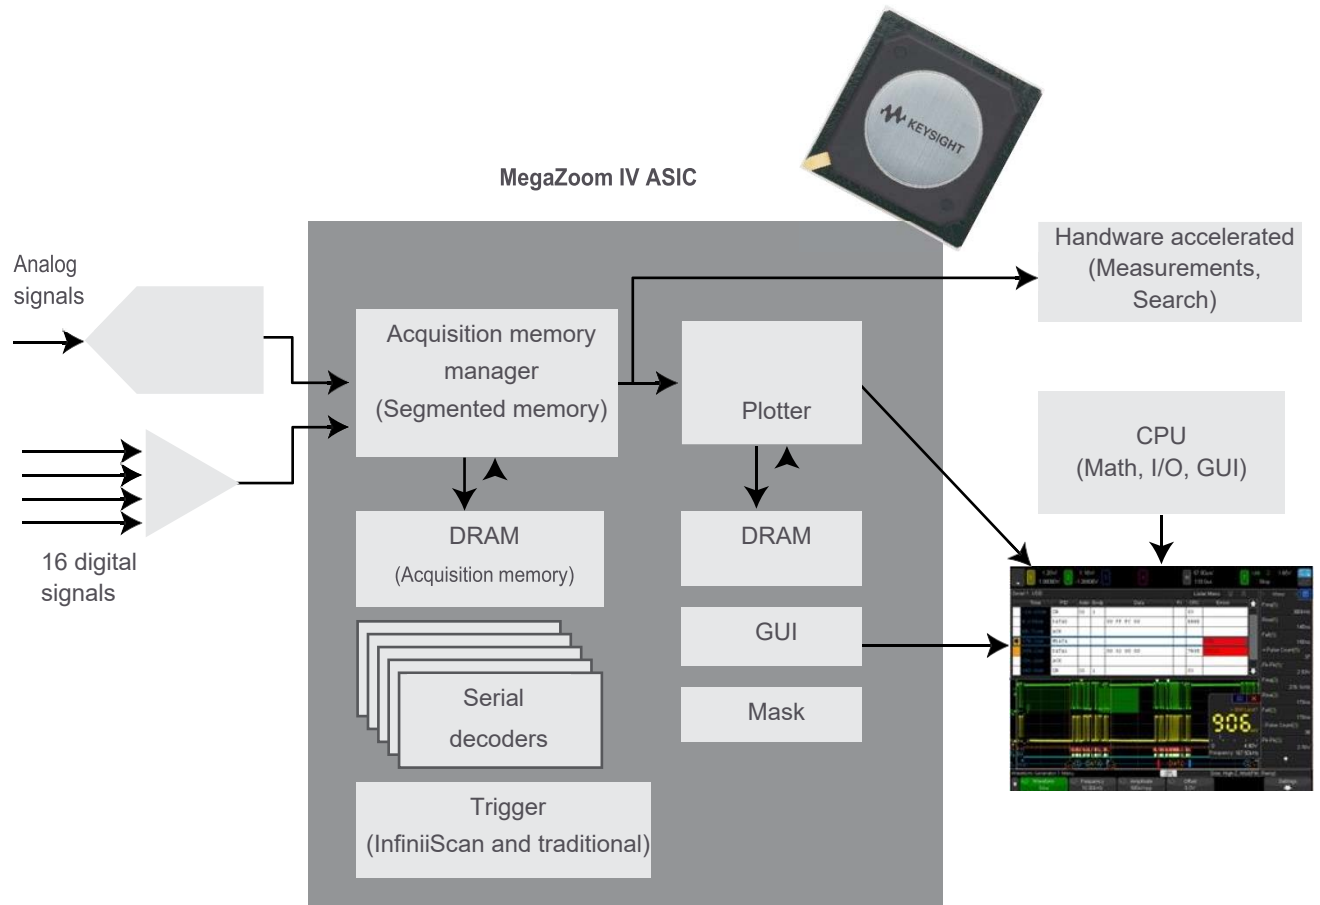 KEYSIGHT
MegaZoom IV ASIC
Analog
signals
16 digital
signals
Acquisition memory
manager
(Segmented memory)
DRAM
(Acquisition memory)
Serial
decoders
Trigger
(InfiniiScan and traditional)
Plotter
DRAM
GUI
Mask
Hardware accelerated
(Measurements,
Search)
CPU
(Math, I/O, GUI)
906